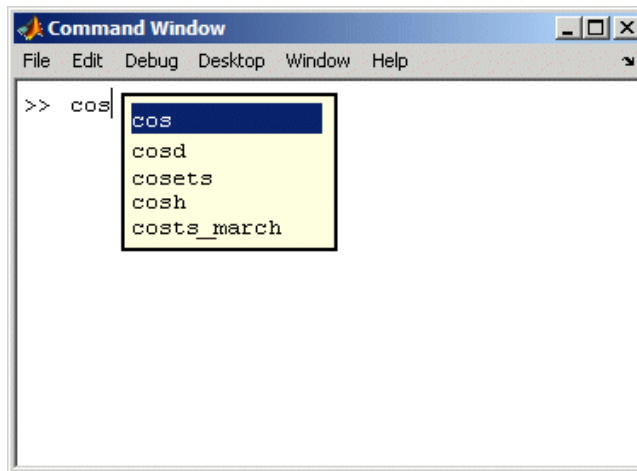 Command Window
File Edit Debug Desktop Window Help
>> cos
cos
cosd
cosets
cosh
costs_march